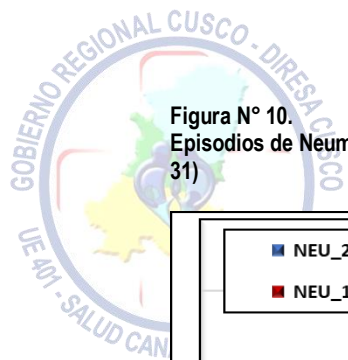 GOBIERNO REGIONAL CUSCO - DIRESA CUSCO
UE 401 - SALUD CAN
Figura N° 10.
Episodios de Neum
31)
NEU_2
NEU_1